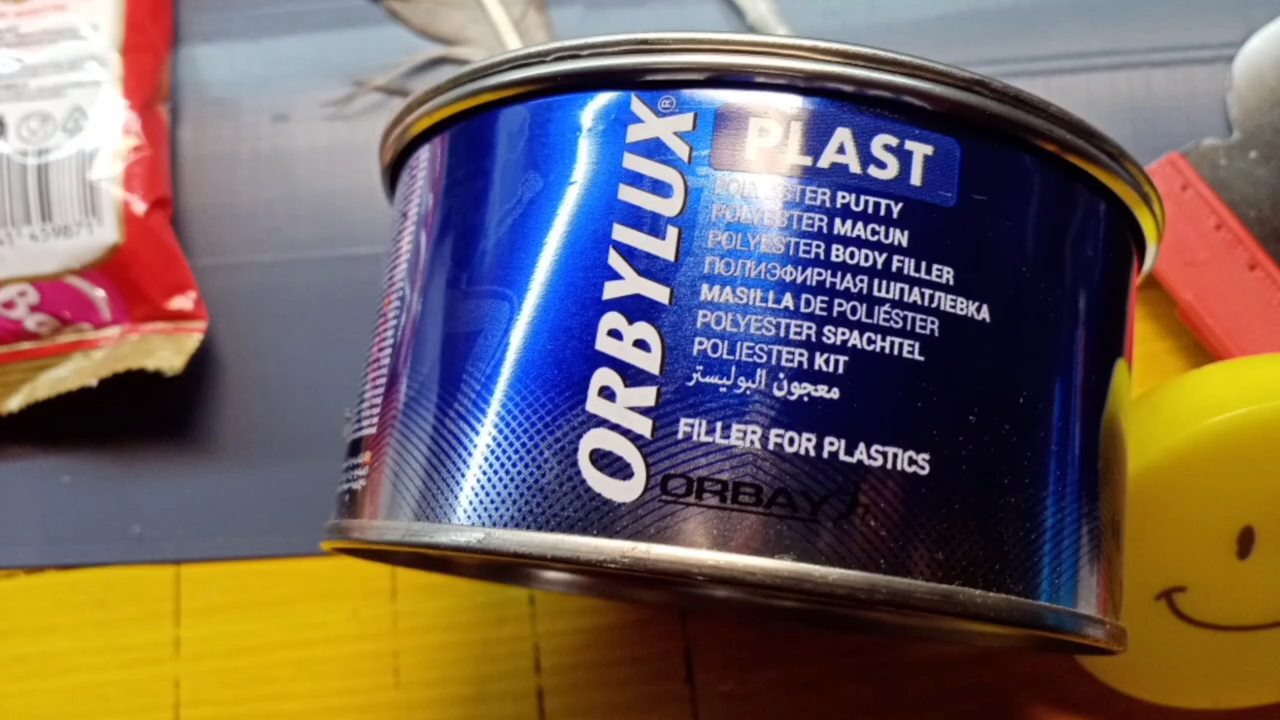 ORBYLUX®
PLAST
POLYESTER PUTTY
POLYESTER MACUN
POLYESTER BODY FILLER
ПОЛИЭФИРНАЯ ШПАТЛЕВКА
MASILLA DE POLIÉSTER
POLYESTER SPACHTEL
POLIESTER KIT
معجون البوليستر
FILLER FOR PLASTICS
ORBAY